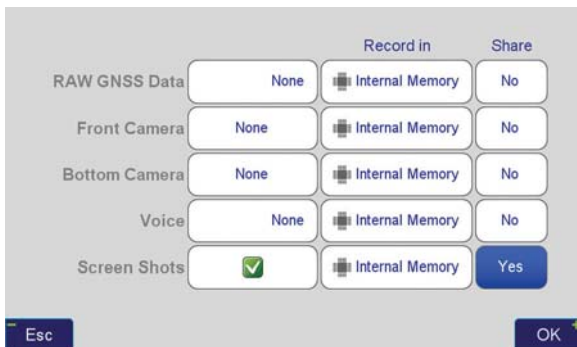 Record in Share
RAW GNSS Data None Internal Memory No
Front Camera None Internal Memory No
Bottom Camera None Internal Memory No
Voice None Internal Memory No
Screen Shots Internal Memory Yes
Esc OK